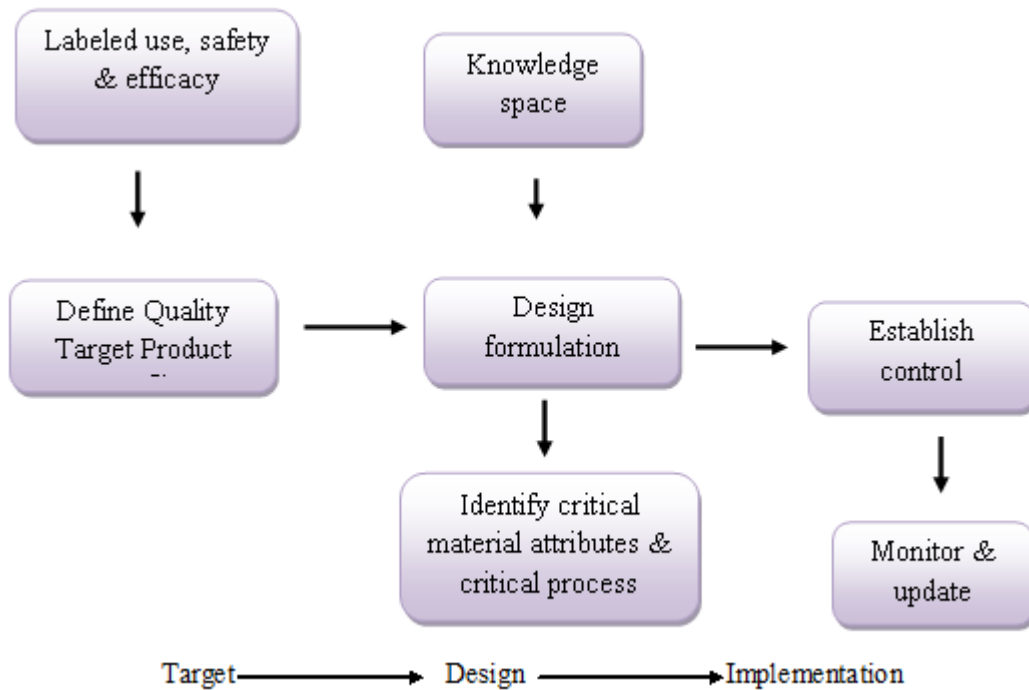 Labeled use, safety
& efficacy
Knowledge
space
Define Quality
Target Product
Design
formulation
Establish
control
Identify critical
material attributes &
critical process
Monitor &
update
Target
Design
Implementation